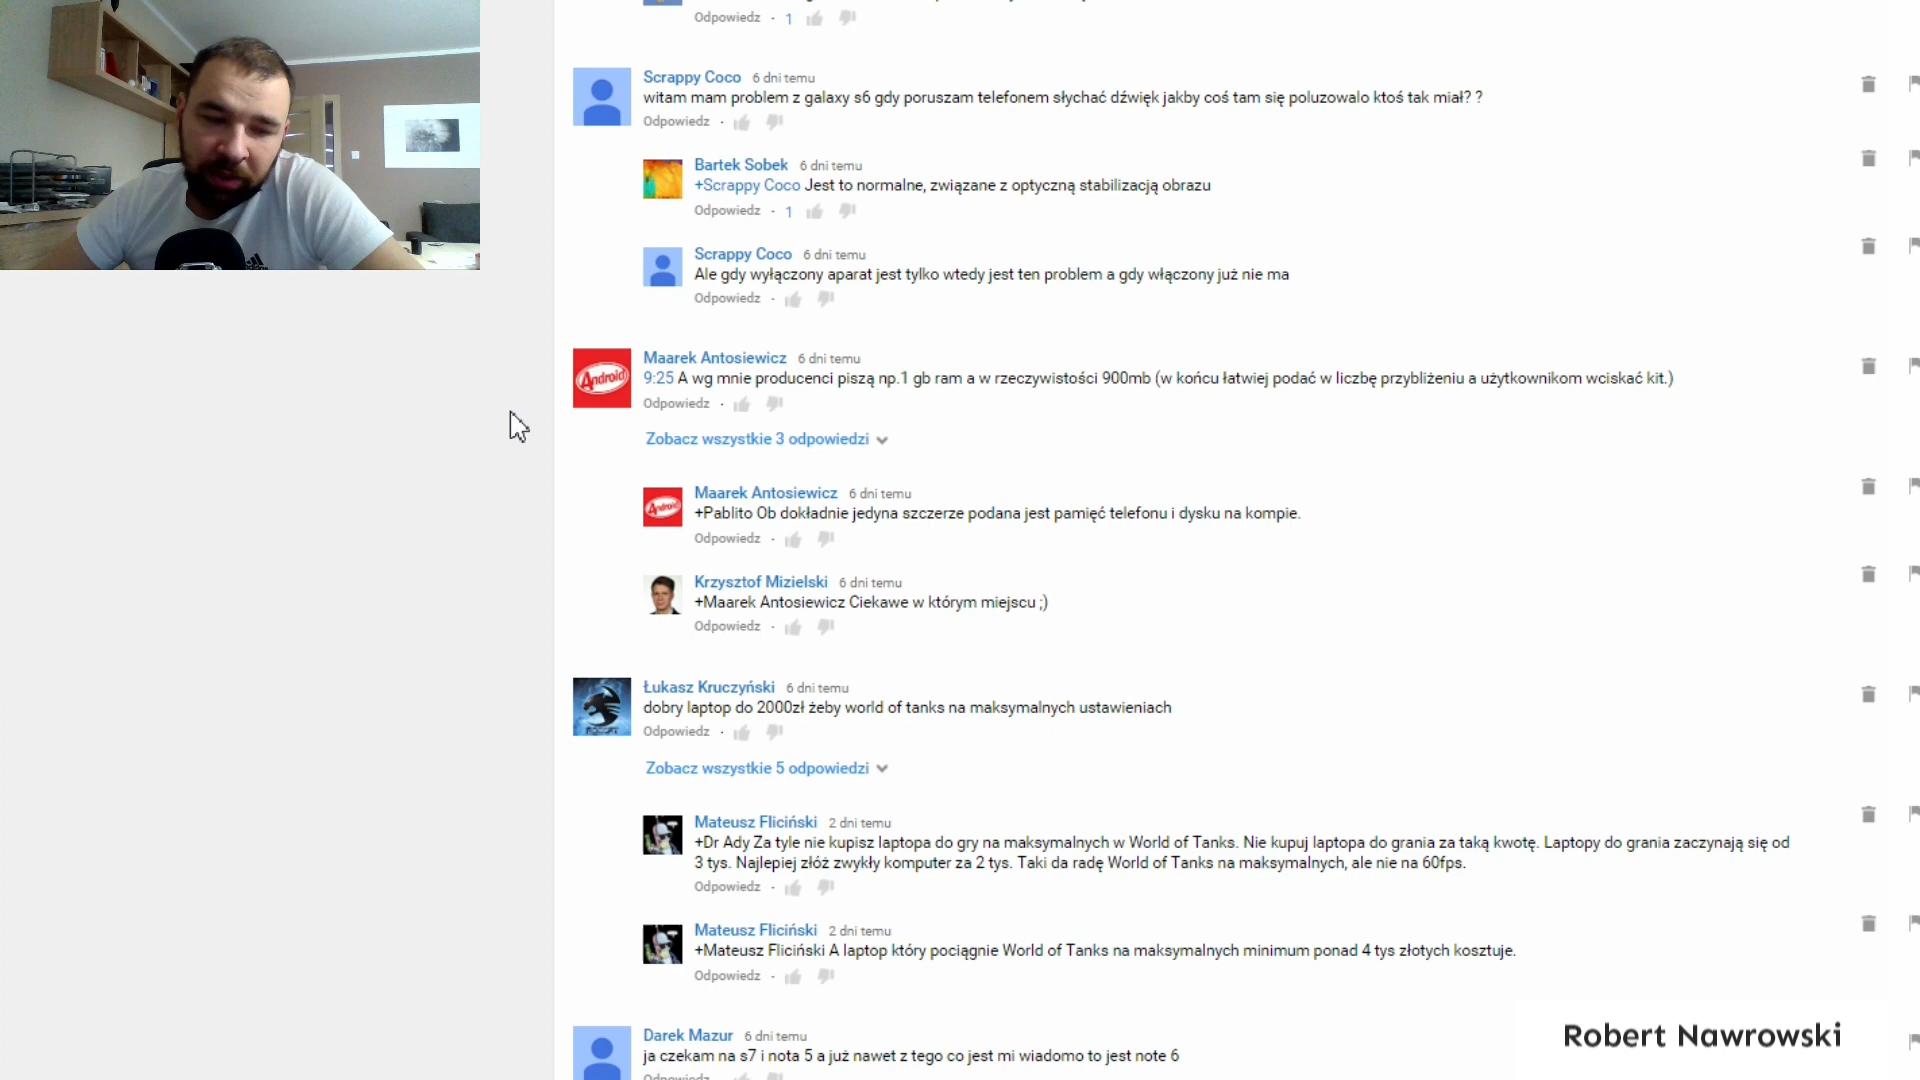 Odpowiedz · 1
Scrappy Coco 6 dni temu
witam mam problem z galaxy s6 gdy poruszam telefonem słychać dźwięk jakby coś tam się poluzowalo ktoś tak miał? ?
Odpowiedz ·
Bartek Sobek 6 dni temu
+Scrappy Coco Jest to normalne, związane z optyczną stabilizacją obrazu
Odpowiedz · 1
Scrappy Coco 6 dni temu
Ale gdy wyłączony aparat jest tylko wtedy jest ten problem a gdy włączony już nie ma
Odpowiedz ·
Android
Maarek Antosiewicz 6 dni temu
9:25 A wg mnie producenci piszą np.1 gb ram a w rzeczywistości 900mb (w końcu łatwiej podać w liczbę przybliżeniu a użytkownikom wciskać kit.)
Odpowiedz ·
Zobacz wszystkie 3 odpowiedzi
Android
Maarek Antosiewicz 6 dni temu
+Pablito Ob dokładnie jedyna szczerze podana jest pamięć telefonu i dysku na kompie.
Odpowiedz ·
Krzysztof Mizielski 6 dni temu
+Maarek Antosiewicz Ciekawe w którym miejscu ;)
Odpowiedz ·
Łukasz Kruczyński 6 dni temu
dobry laptop do 2000zł żeby world of tanks na maksymalnych ustawieniach
Odpowiedz ·
Zobacz wszystkie 5 odpowiedzi
Mateusz Fliciński 2 dni temu
+Dr Ady Za tyle nie kupisz laptopa do gry na maksymalnych w World of Tanks. Nie kupuj laptopa do grania za taką kwotę. Laptopy do grania zaczynają się od
3 tys. Najlepiej złóż zwykły komputer za 2 tys. Taki da radę World of Tanks na maksymalnych, ale nie na 60fps.
Odpowiedz ·
Mateusz Fliciński 2 dni temu
+Mateusz Fliciński A laptop który pociągnie World of Tanks na maksymalnych minimum ponad 4 tys złotych kosztuje.
Odpowiedz ·
Darek Mazur 6 dni temu
ja czekam na s7 i nota 5 a już nawet z tego co jest mi wiadomo to jest note 6
Odpowiedz ·
Robert Nawrowski